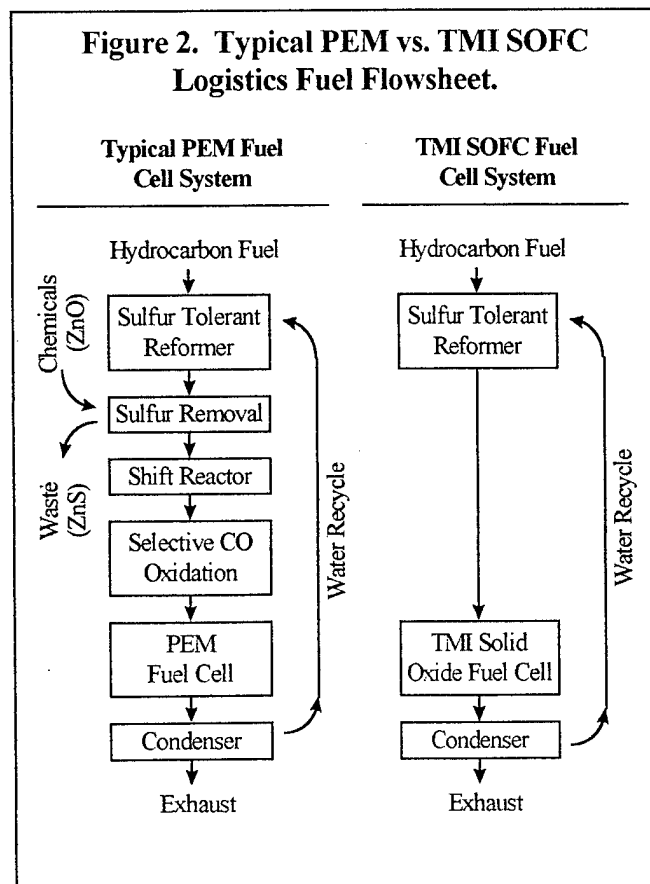 Figure 2. Typical PEM vs. TMI SOFC
Logistics Fuel Flowsheet.
Typical PEM Fuel
Cell System
Hydrocarbon Fuel
Chemicals
(ZnO)
Sulfur Tolerant
Reformer
Sulfur Removal
Waste
(ZnS)
Shift Reactor
Selective CO
Oxidation
PEM
Fuel Cell
Condenser
Water Recycle
Exhaust
TMI SOFC Fuel
Cell System
Hydrocarbon Fuel
Sulfur Tolerant
Reformer
TMI Solid
Oxide Fuel Cell
Condenser
Water Recycle
Exhaust